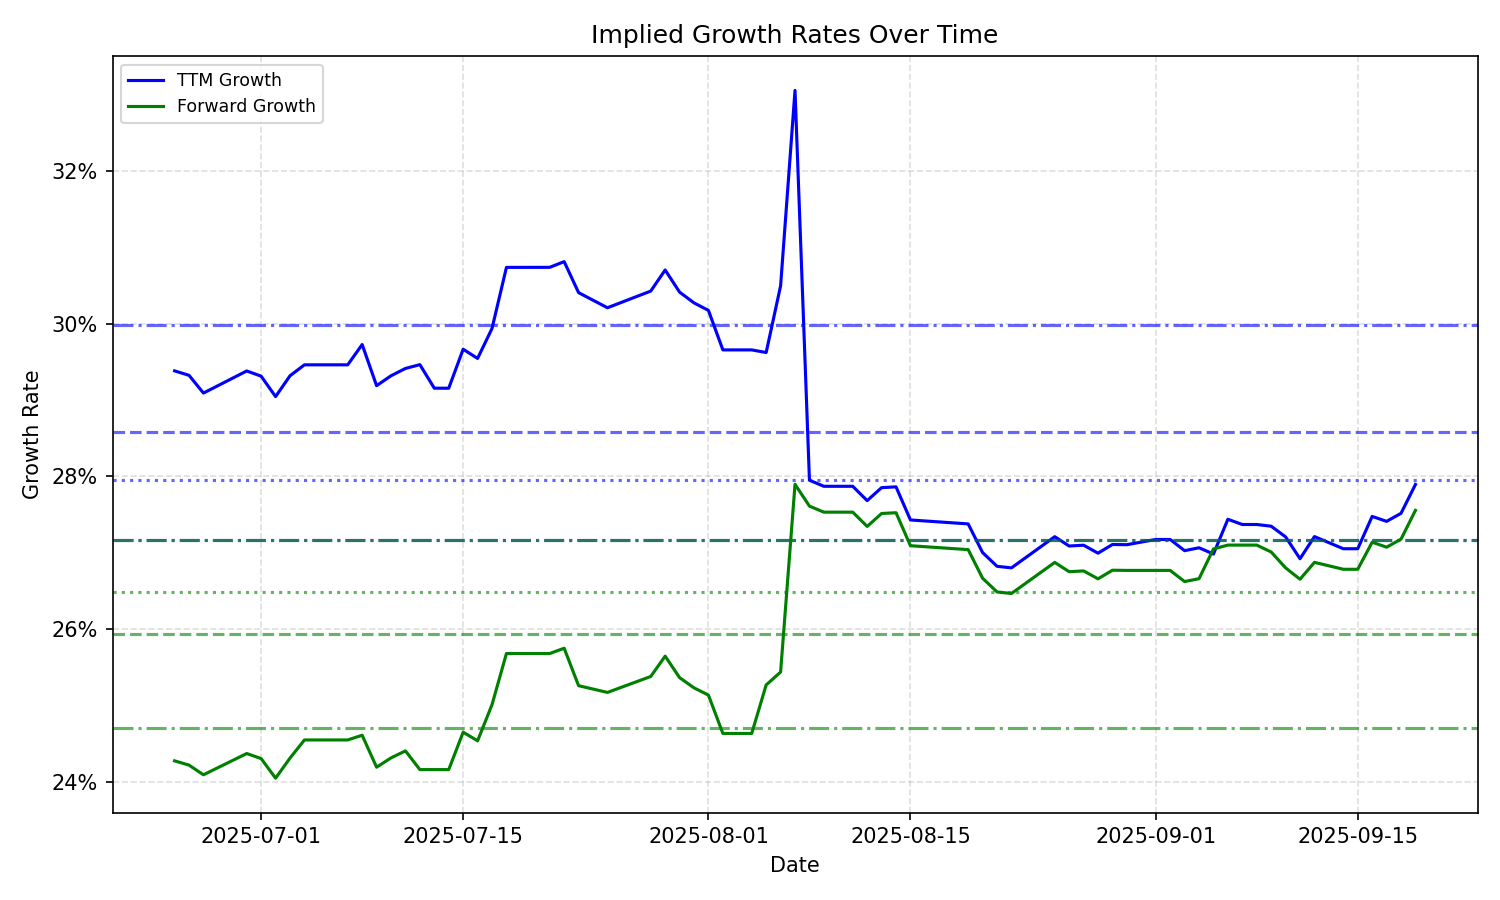 Implied Growth Rates Over Time
TTM Growth
Forward Growth
Growth Rate
32%
30%
28%
26%
24%
2025-07-01
2025-07-15
2025-08-01
2025-08-15
2025-09-01
2025-09-15
Date